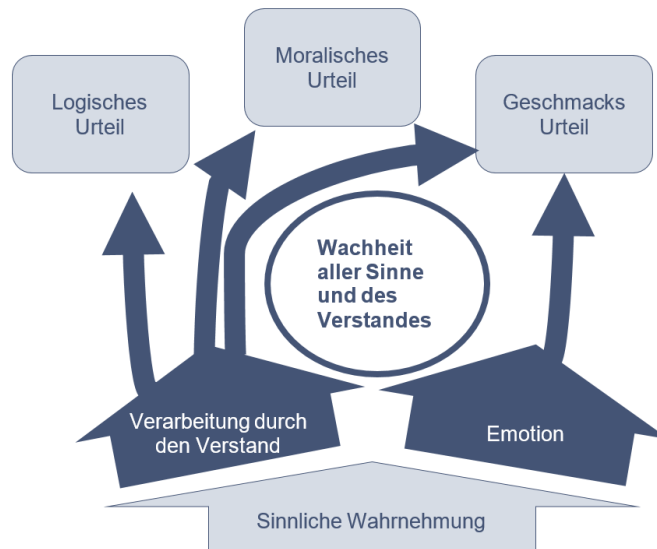 Moralisches
Urteil
Logisches
Urteil
Geschmacks
Urteil
Wachheit
aller Sinne
und des
Verstandes
Verarbeitung durch
den Verstand
Emotion
Sinnliche Wahrnehmung